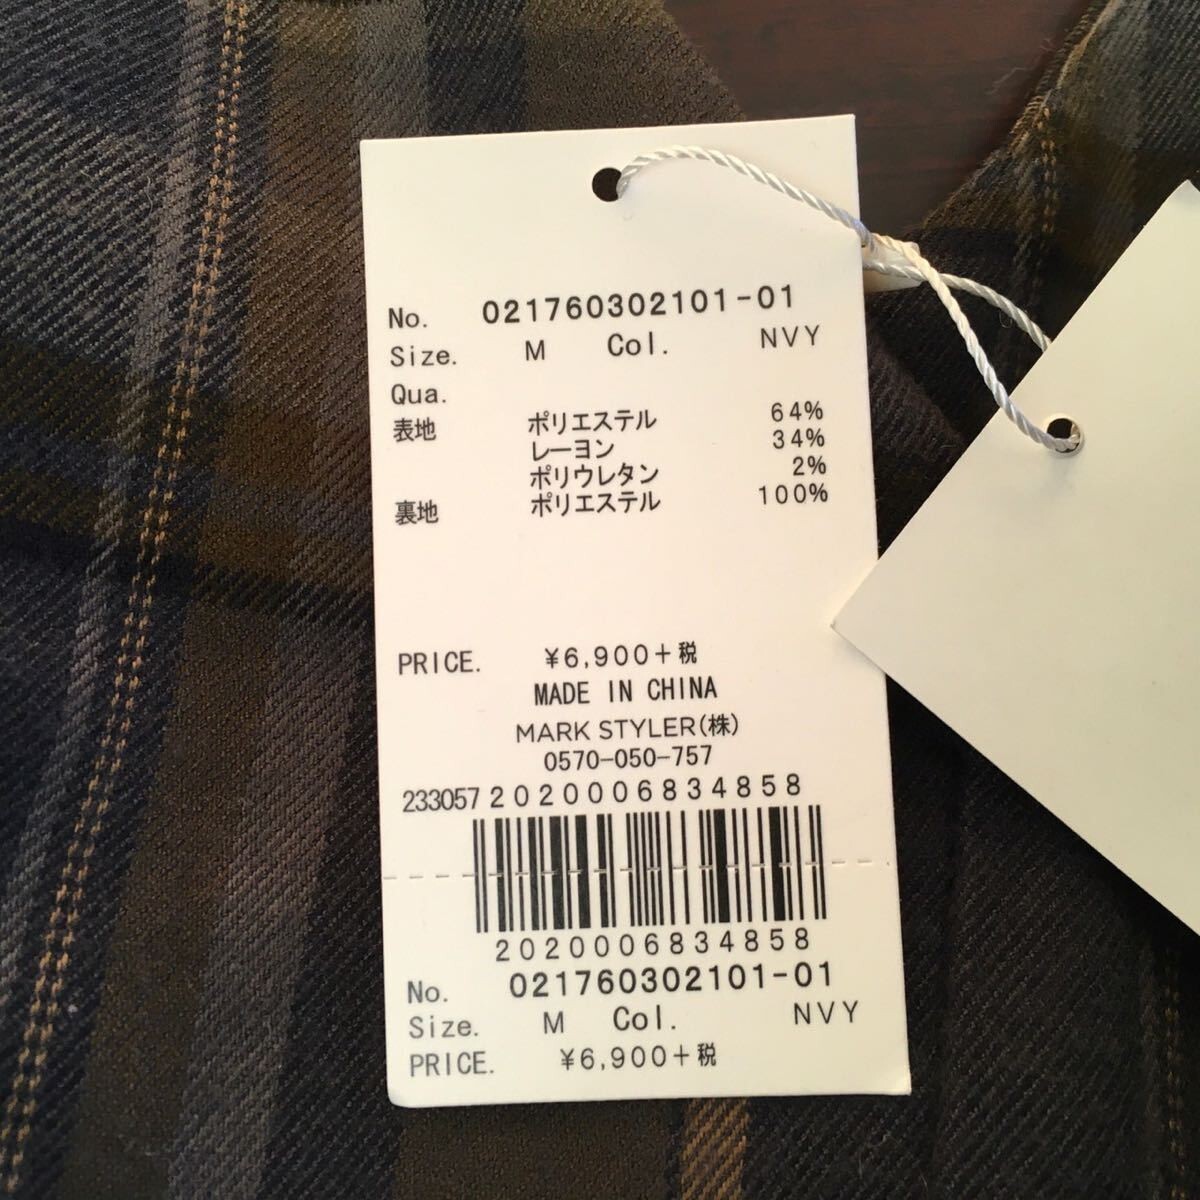 No. 021760302101-01
Size. M Col. NVY
Qua.
表地 ポリエステル 64%
レーヨン 34%
ポリウレタン 2%
裏地 ポリエステル 100%
PRICE. ¥6,900+税
MADE IN CHINA
MARK STYLER(株)
0570-050-757
233057 2020006834858
2020006834858
No. 021760302101-01
Size. M Col. NVY
PRICE. ¥6,900+税